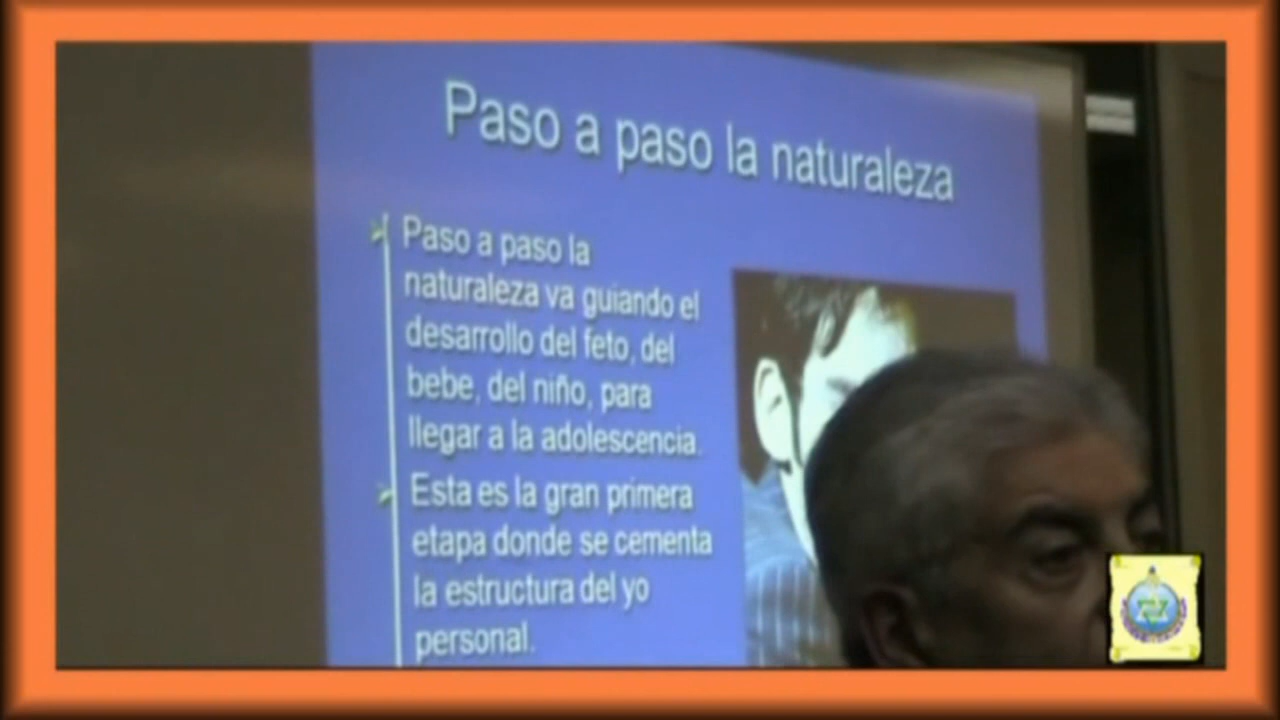 Paso a paso la naturaleza
Paso a paso la
naturaleza va guiando el
desarrollo del feto, del
bebe, del niño, para
llegar a la adolescencia.
Esta es la gran primera
etapa donde se cementa
la estructura del yo
personal.